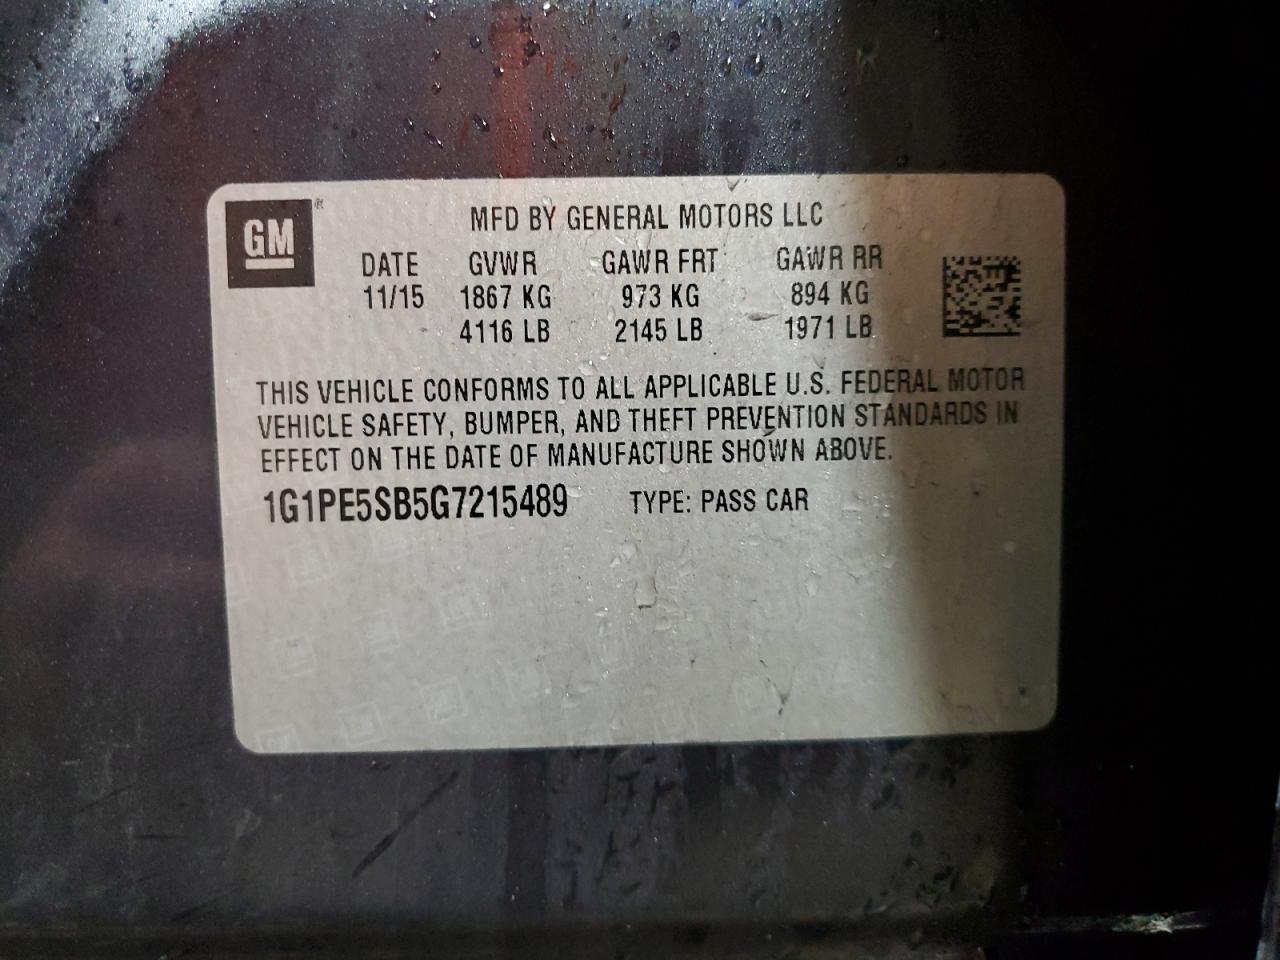 GM ®
MFD BY GENERAL MOTORS LLC
DATE GVWR GAWR FRT GAWR RR
11/15 1867 KG 973 KG 894 KG
4116 LB 2145 LB 1971 LB
THIS VEHICLE CONFORMS TO ALL APPLICABLE U.S. FEDERAL MOTOR
VEHICLE SAFETY, BUMPER, AND THEFT PREVENTION STANDARDS IN
EFFECT ON THE DATE OF MANUFACTURE SHOWN ABOVE.
1G1PE5SB5G7215489 TYPE: PASS CAR